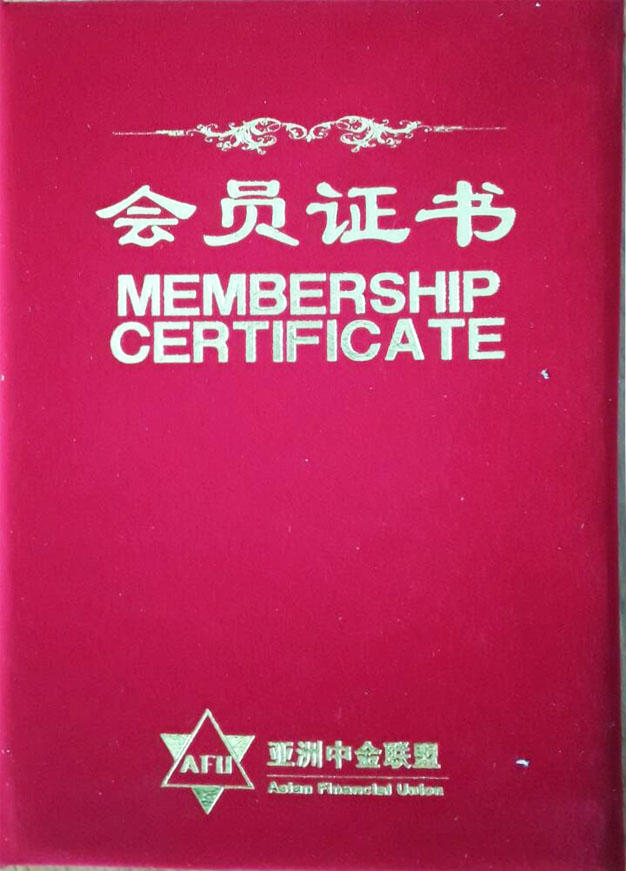 会员证书
MEMBERSHIP
CERTIFICATE
AFU
亚洲中金联盟
Asian Financial Union